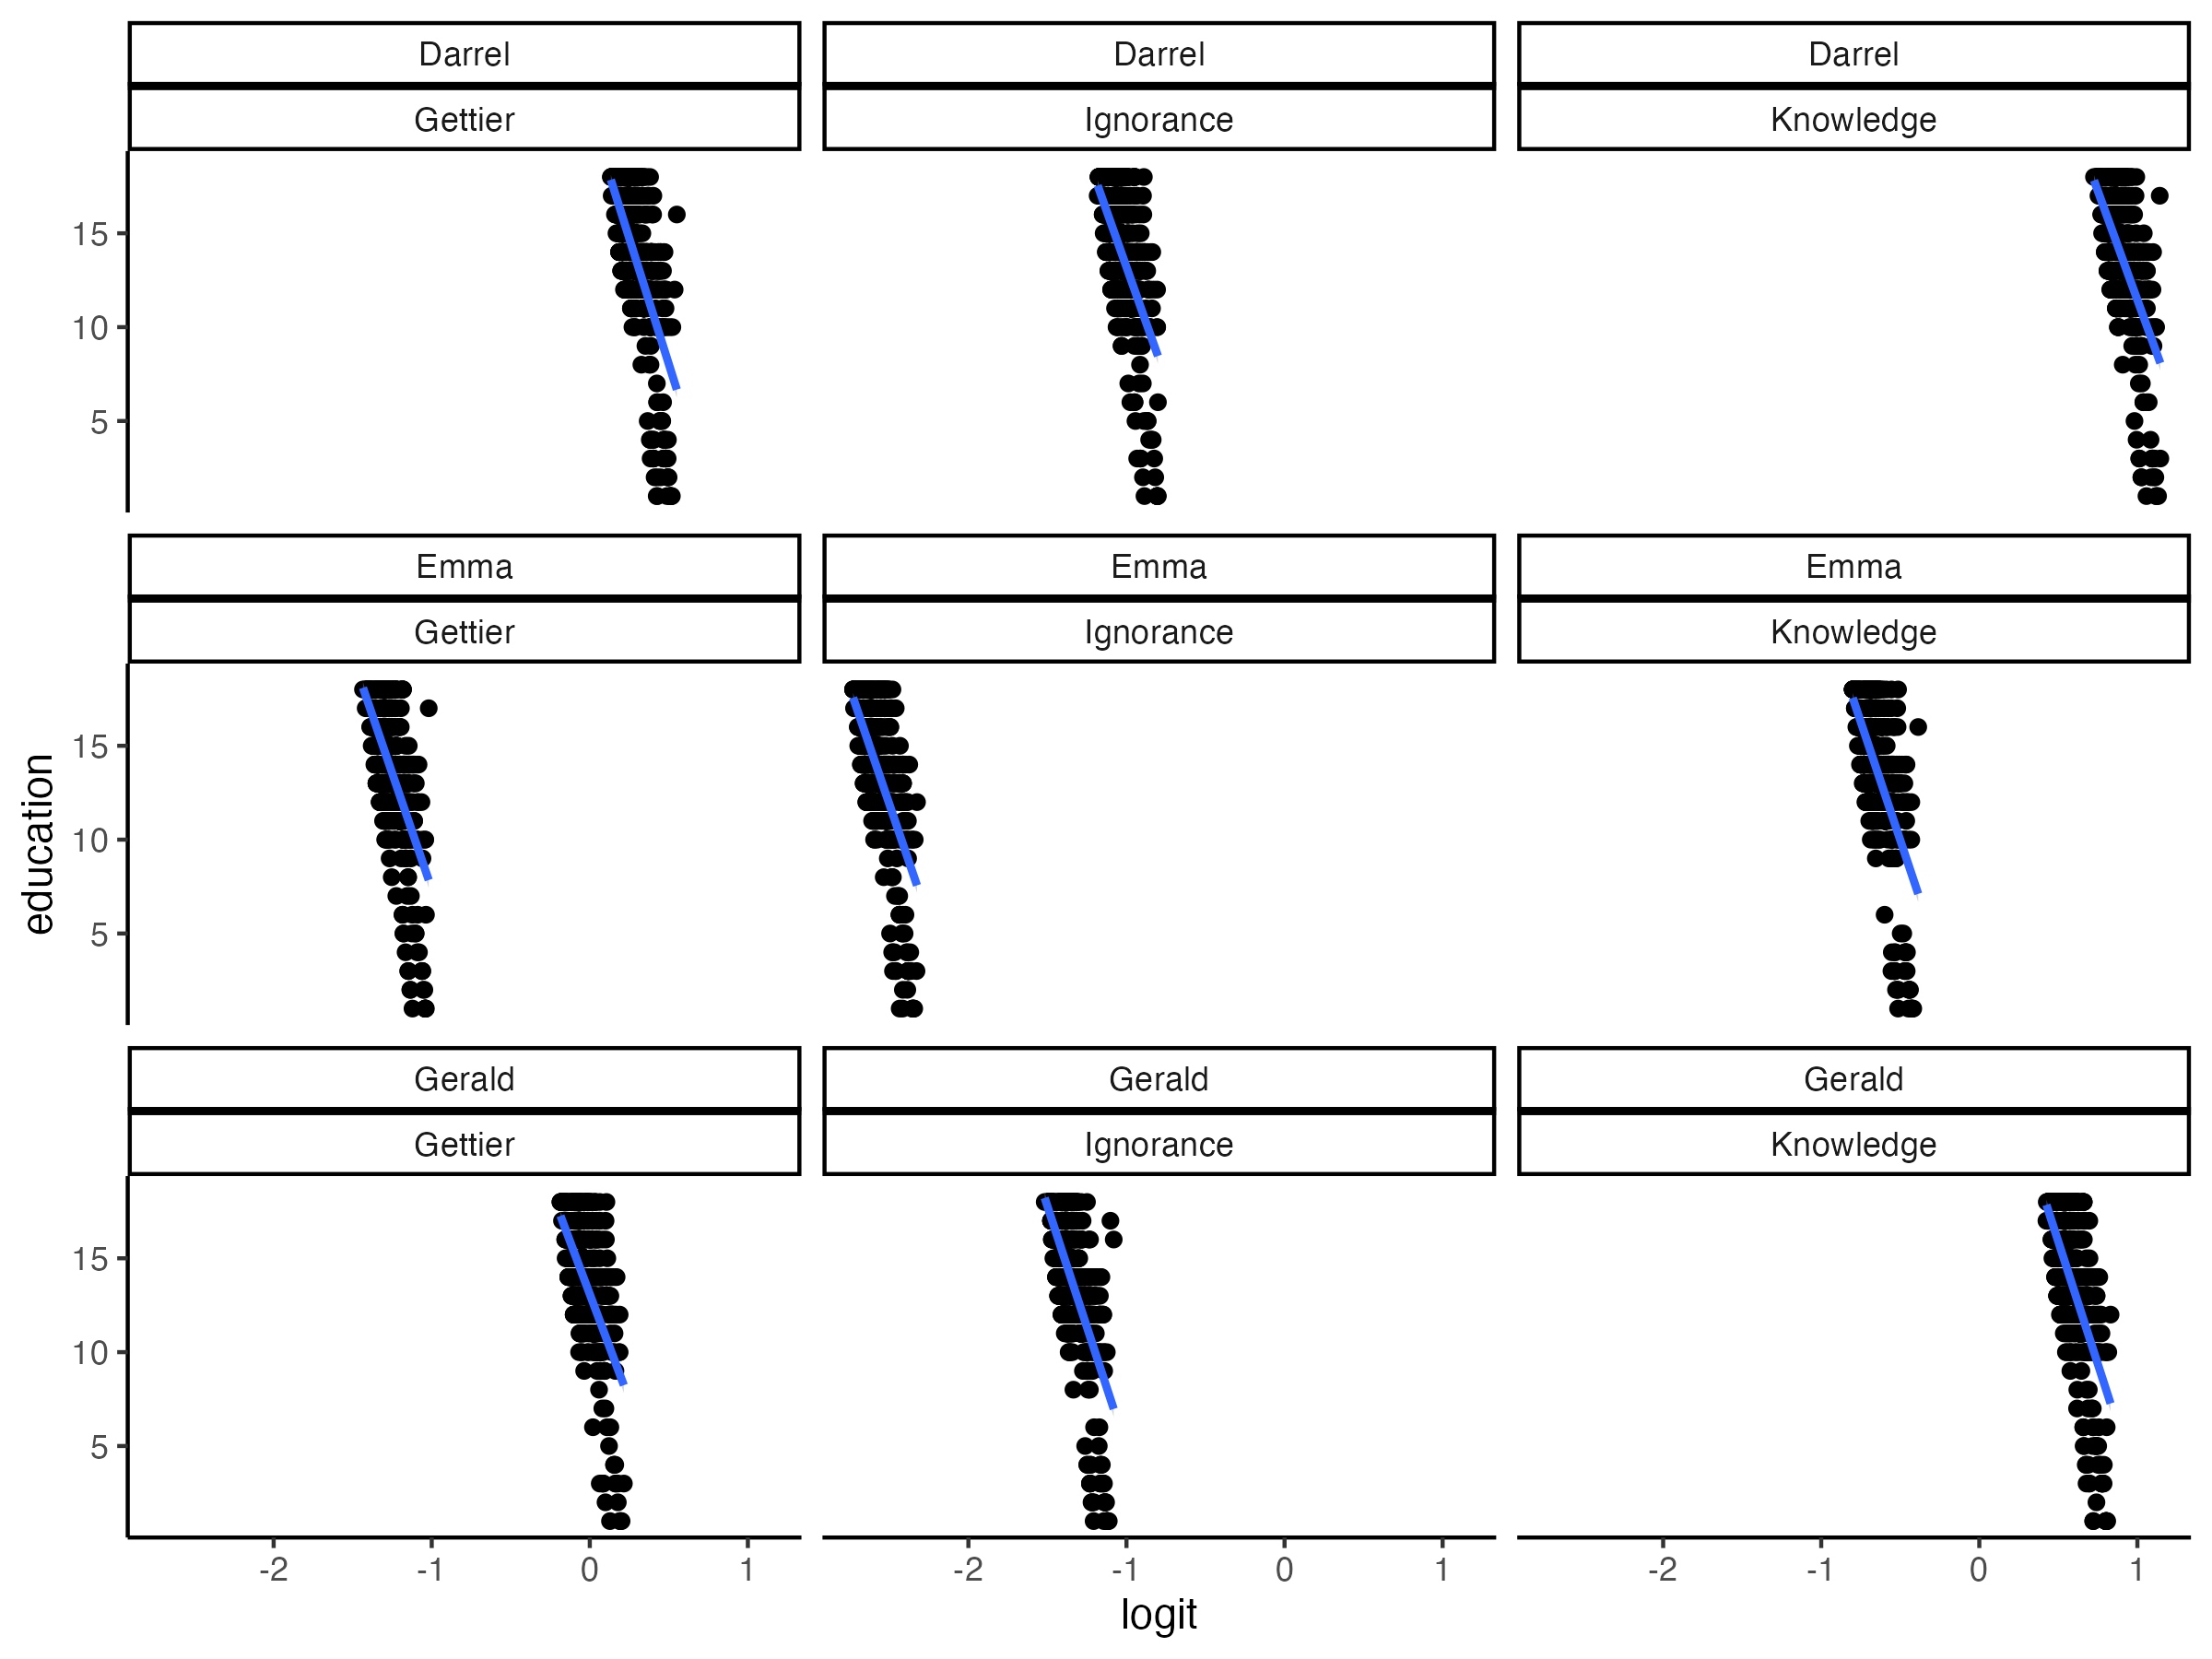 Darrel Darrel Darrel
Gettier Ignorance Knowledge
15
10
5
Emma Emma Emma
Gettier Ignorance Knowledge
15
10
5
education
Gerald Gerald Gerald
Gettier Ignorance Knowledge
15
10
5
-2 -1 0 1 -2 -1 0 1 -2 -1 0 1
logit